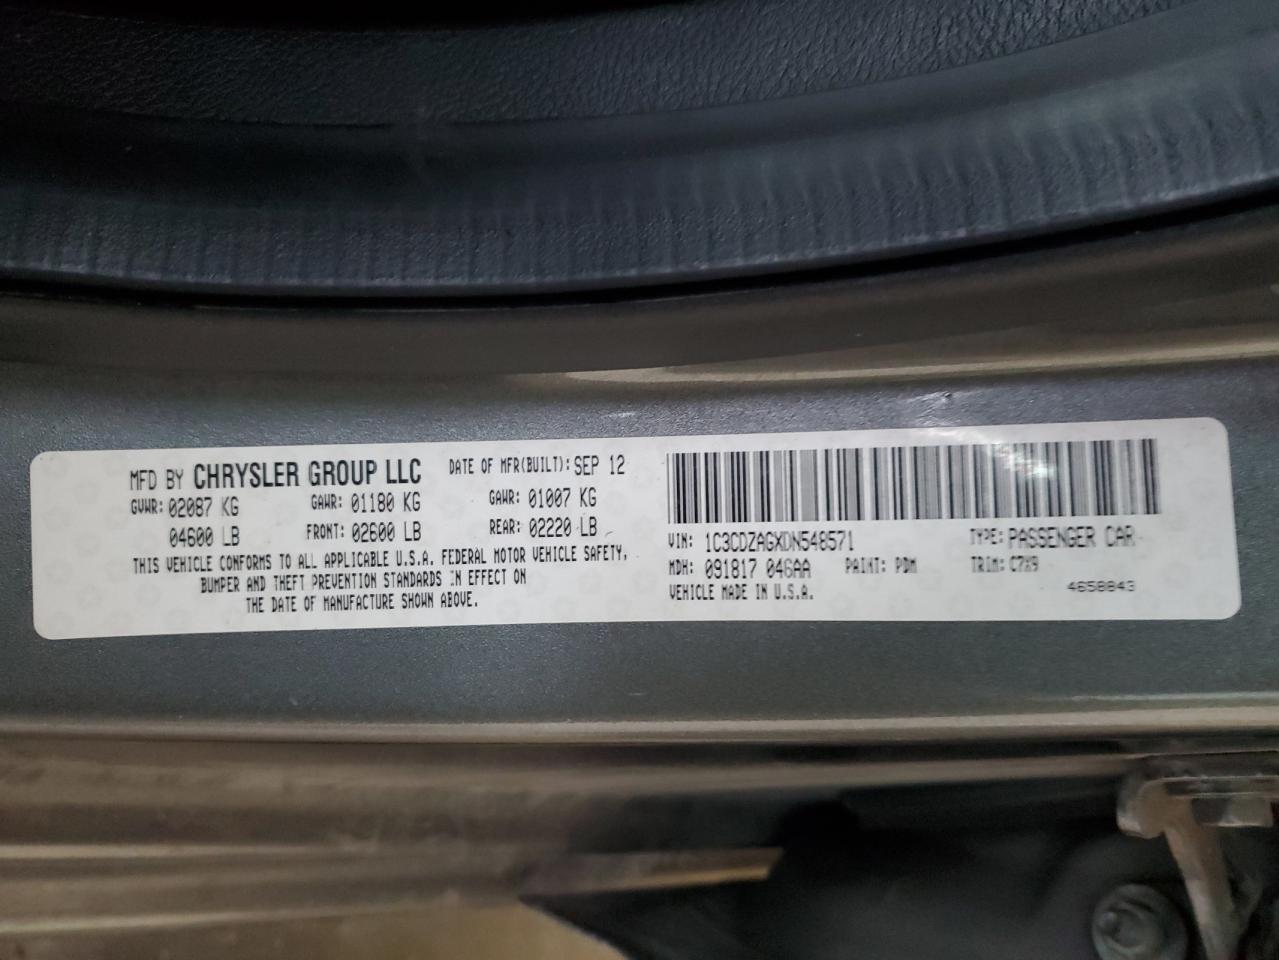 MFD BY CHRYSLER GROUP LLC DATE OF MFR(BUILT): SEP 12
GVWR: 02087 KG GAWR: 01180 KG GAWR: 01007 KG
04600 LB FRONT: 02600 LB REAR: 02220 LB
THIS VEHICLE CONFORMS TO ALL APPLICABLE U.S.A. FEDERAL MOTOR VEHICLE SAFETY,
BUMPER AND THEFT PREVENTION STANDARDS IN EFFECT ON
THE DATE OF MANUFACTURE SHOWN ABOVE.
VIN: 1C3CDZAGXDN548571 TYPE: PASSENGER CAR
MDH: 091817 046AA PAINT: PDM TRIM: C7X9
VEHICLE MADE IN U.S.A. 4658843